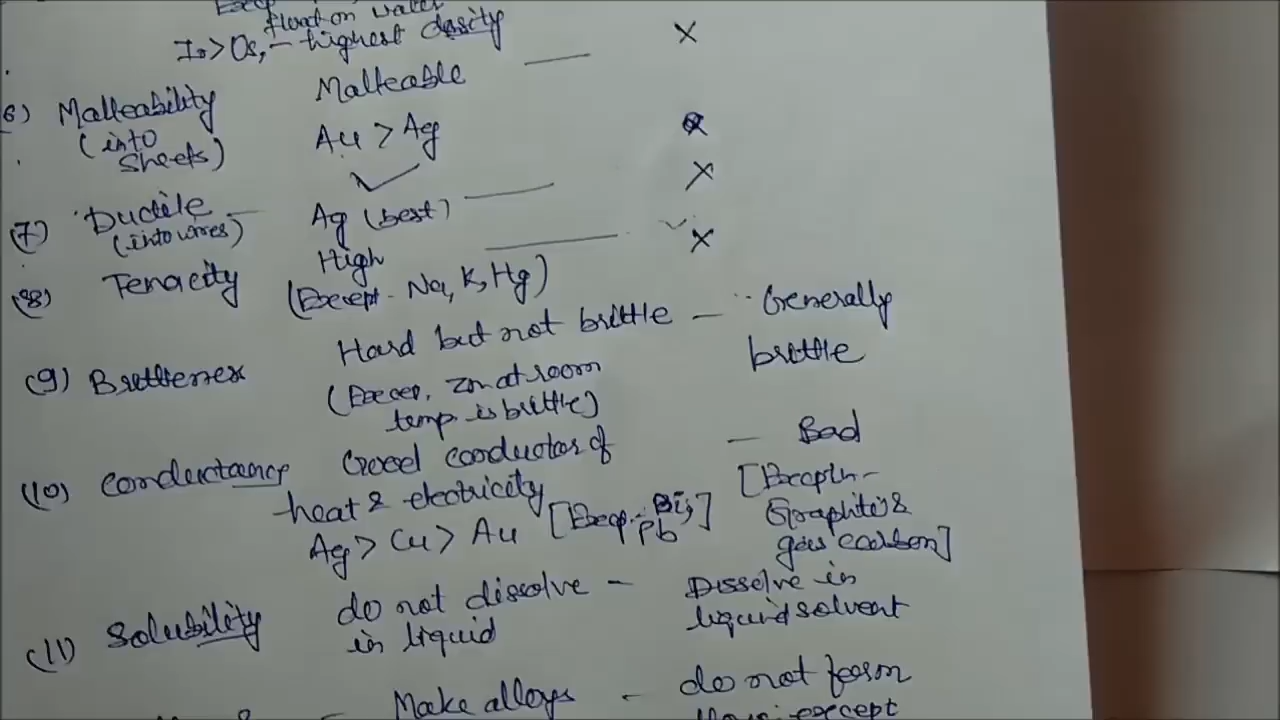 float on water
Ir > Os, - highest dosity
(6) Malleability Malleable X
(into sheets) Au > Ag
(7) Ductile - Ag (best) X
(into wires)
(8) Tenacity High X
(Except - Na, K, Hg)
(9) Brittleness Hard but not brittle - Generally brittle
(Excep. Zn at room
temp. is brittle)
(10) Conductancy Good conductor of - Bad
heat & electricity [Excepln-
Ag > Cu > Au [Excep.- Bi, Pb] Graphite &
gas carbon]
(11) Solubility do not dissolve - Dissolve in
in liquid liquid solvent
- Make alloys - do not form
except